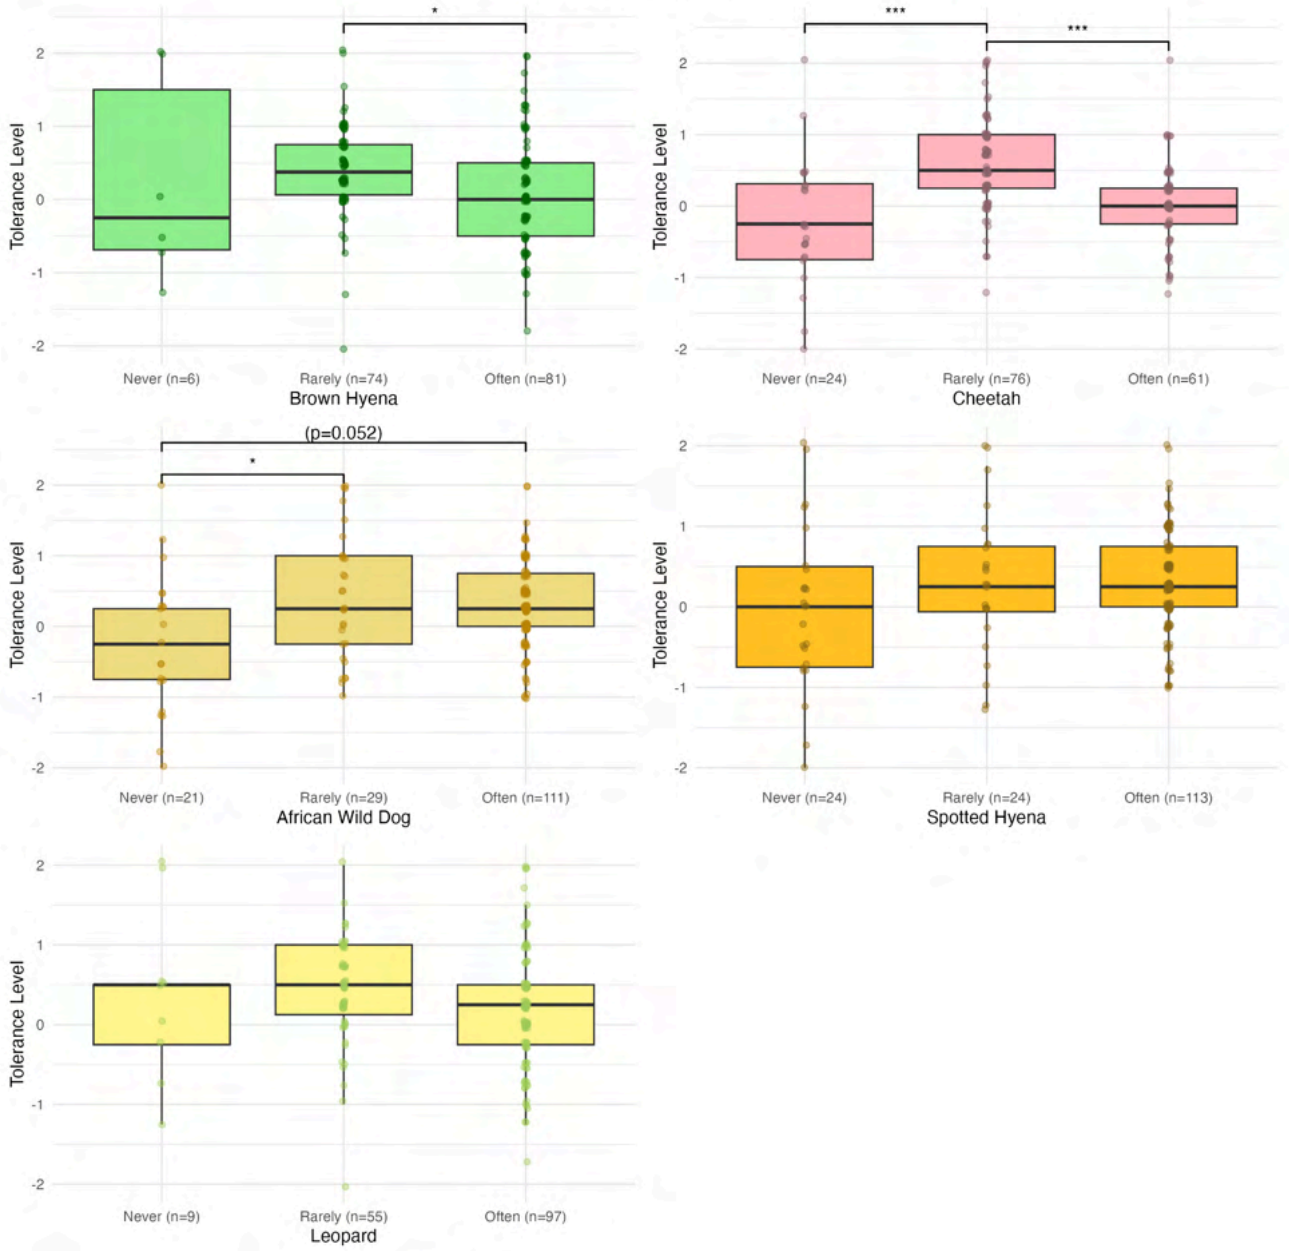 *
Tolerance Level
2
1
0
-1
-2
Never (n=6) Rarely (n=74) Often (n=81)
Brown Hyena
*** ***
Tolerance Level
2
1
0
-1
-2
Never (n=24) Rarely (n=76) Often (n=61)
Cheetah
(p=0.052)
*
Tolerance Level
2
1
0
-1
-2
Never (n=21) Rarely (n=29) Often (n=111)
African Wild Dog
Tolerance Level
2
1
0
-1
-2
Never (n=24) Rarely (n=24) Often (n=113)
Spotted Hyena
Tolerance Level
2
1
0
-1
-2
Never (n=9) Rarely (n=55) Often (n=97)
Leopard